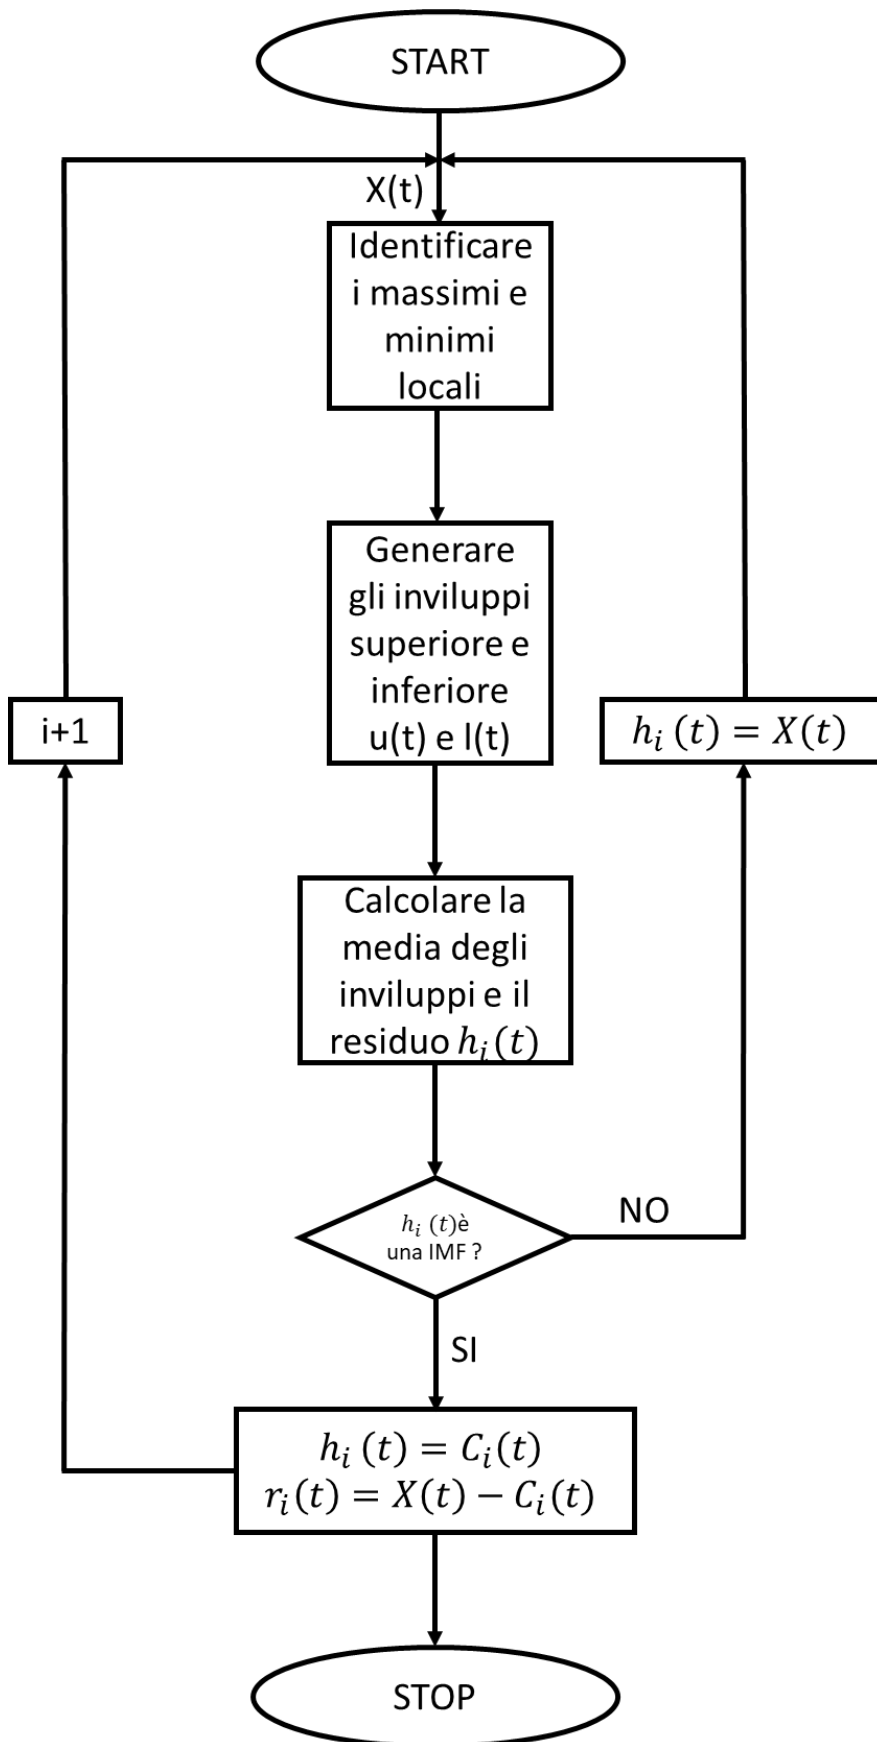 START
X(t)
Identificare
i massimi e
minimi
locali
Generare
gli inviluppi
superiore e
inferiore
u(t) e l(t)
i+1
h_i (t) = X(t)
Calcolare la
media degli
inviluppi e il
residuo h_i(t)
h_i (t)è
una IMF ?
NO
SI
h_i (t) = C_i(t)
r_i(t) = X(t) − C_i(t)
STOP